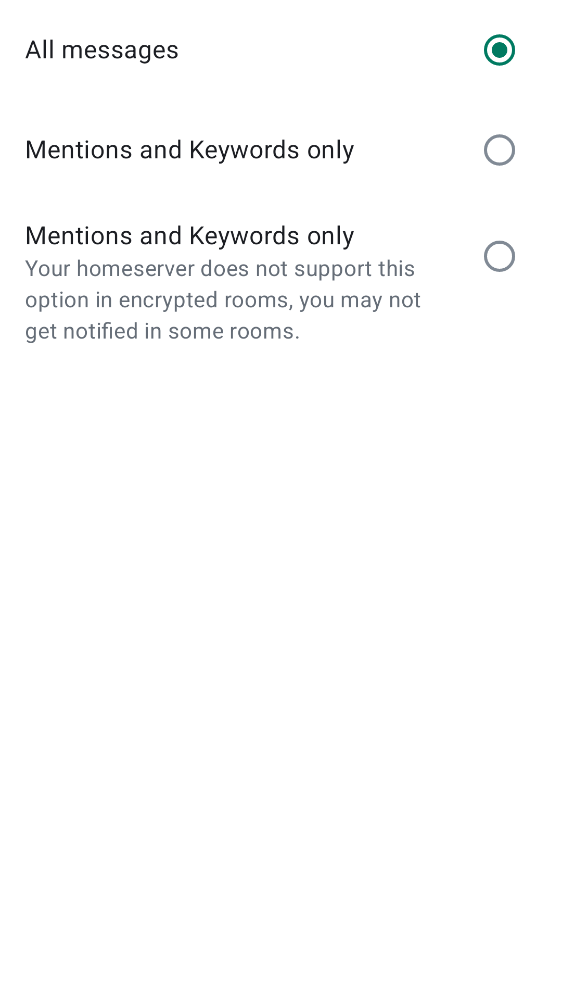 All messages
Mentions and Keywords only
Mentions and Keywords only
Your homeserver does not support this
option in encrypted rooms, you may not
get notified in some rooms.